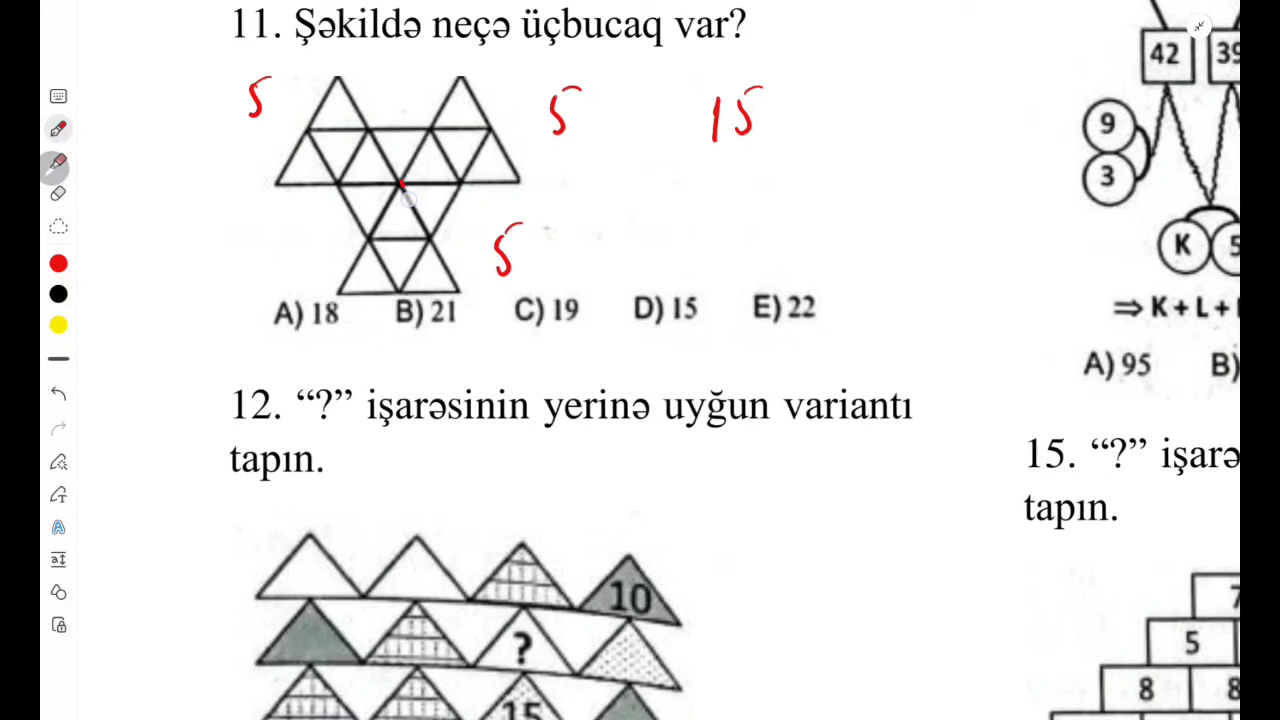 11. Şəkildə neçə üçbucaq var?
5
5
15
5
A) 18 B) 21 C) 19 D) 15 E) 22
12. “?” işarəsinin yerinə uyğun variantı
tapın.
10
?
15
42 39
9
3
K 5
⇒ K + L +
A) 95 B)
15. “?” işarə
tapın.
7
5
8 8